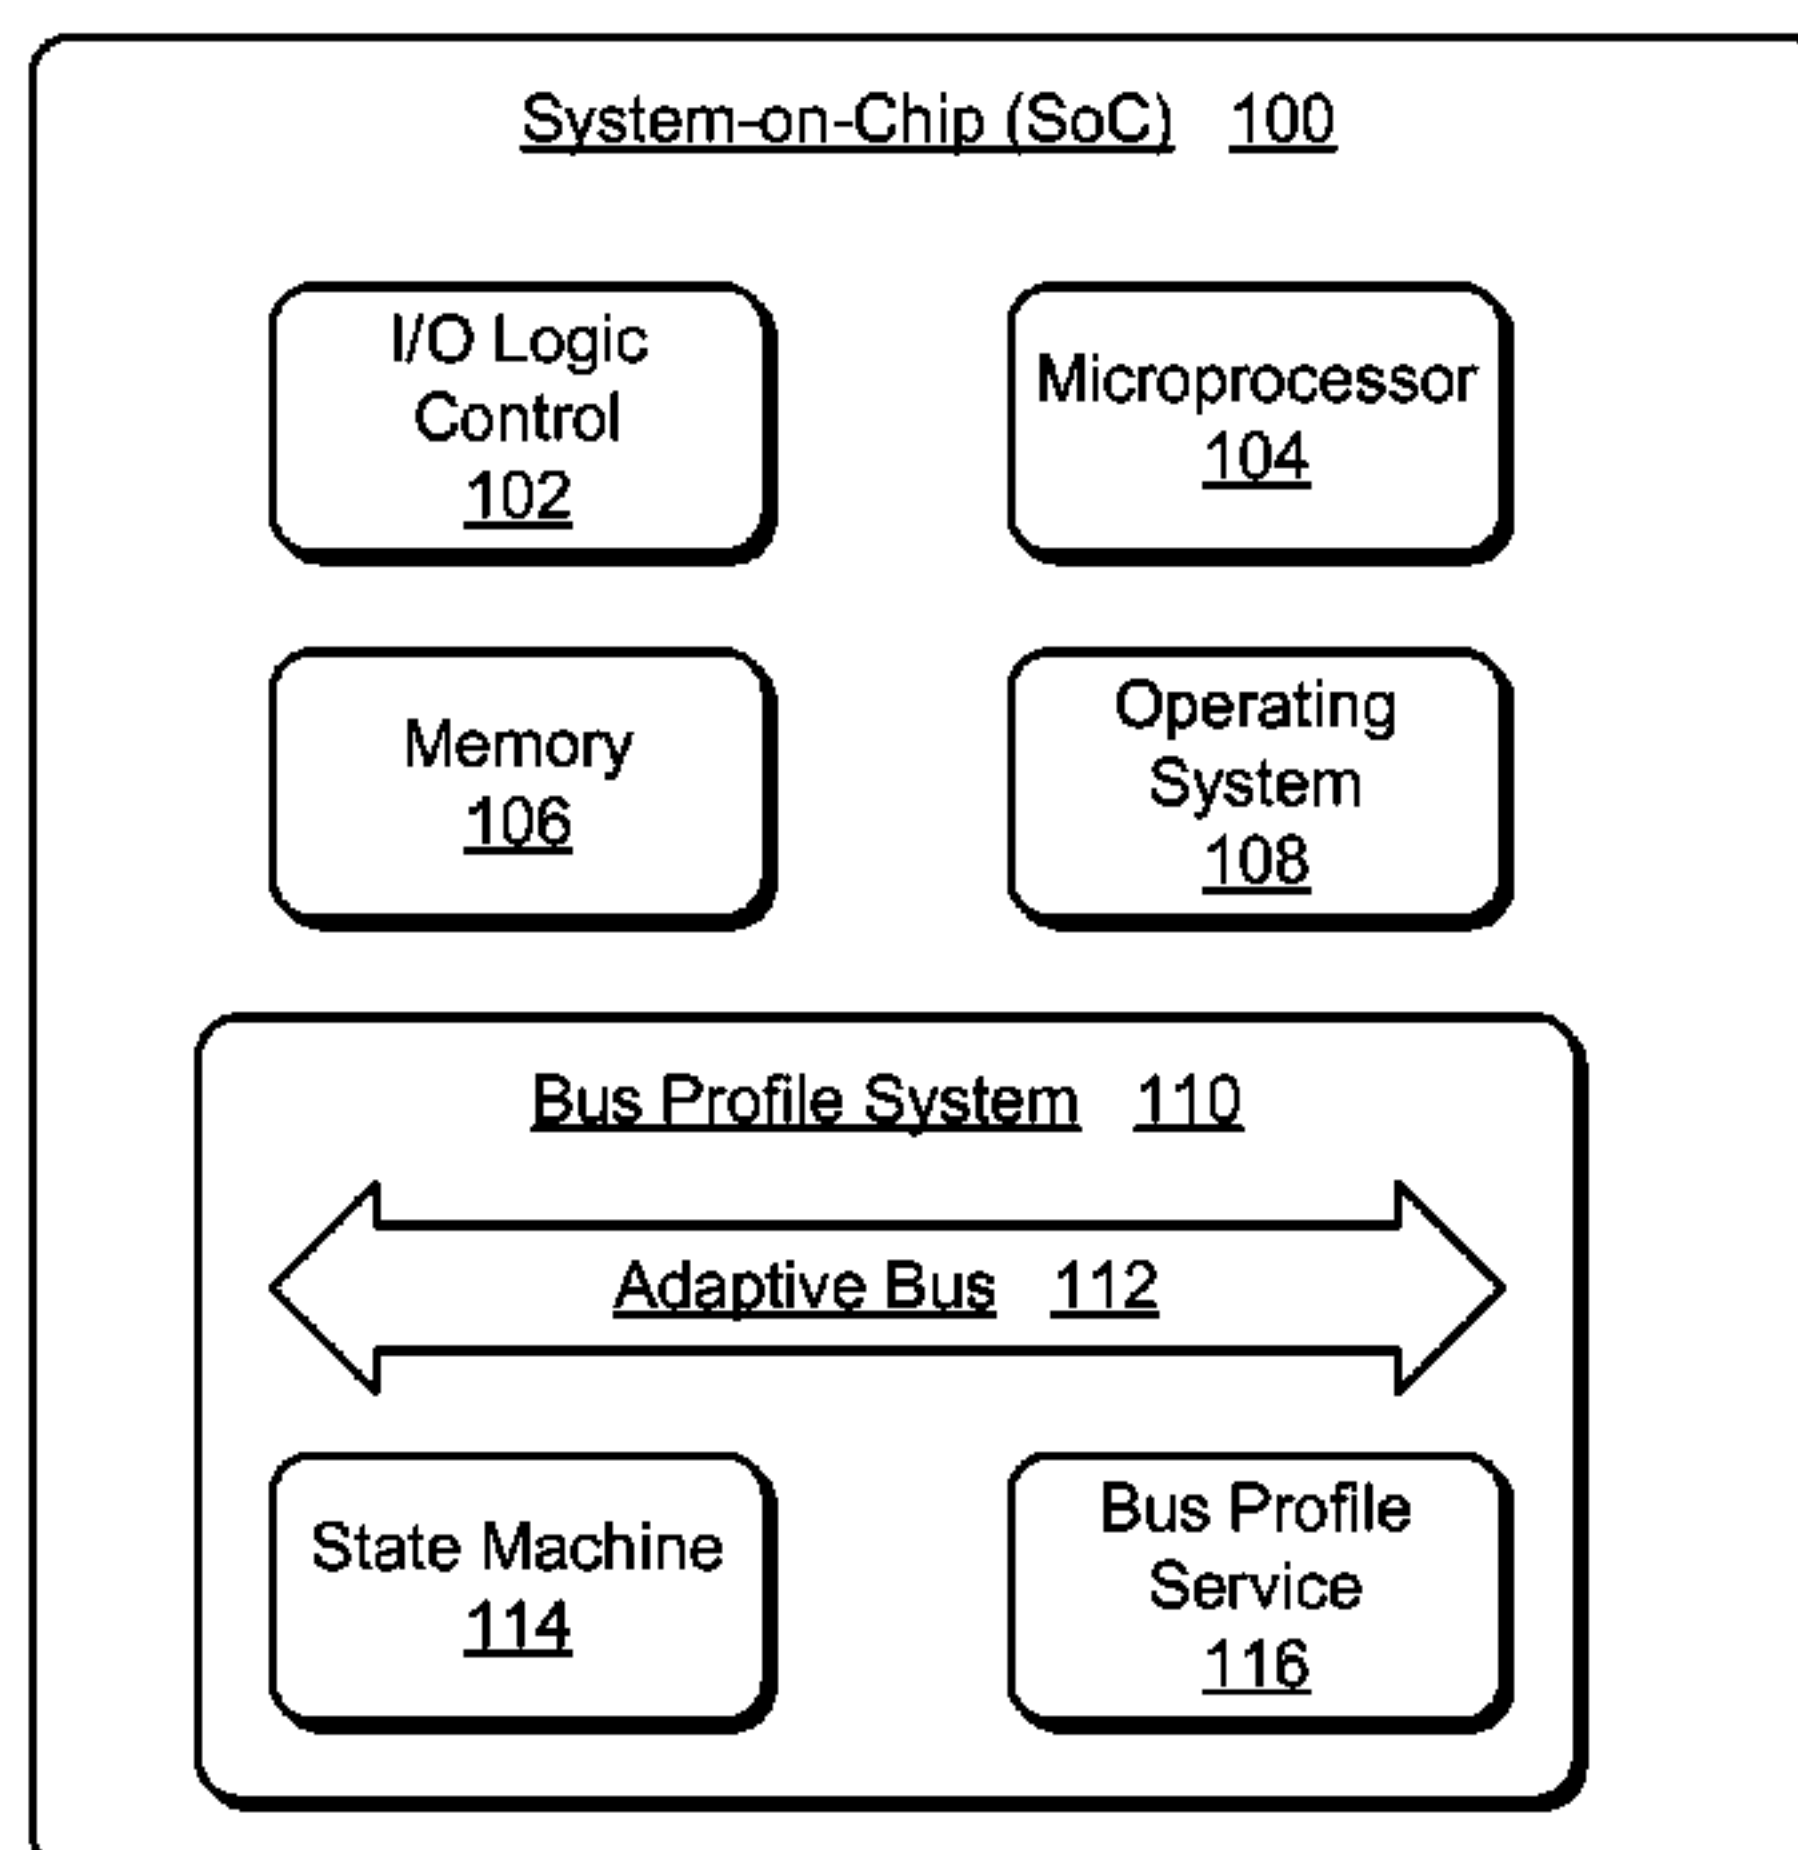 System-on-Chip (SoC) 100
I/O Logic
Control
102
Microprocessor
104
Memory
106
Operating
System
108
Bus Profile System 110
Adaptive Bus 112
State Machine
114
Bus Profile
Service
116